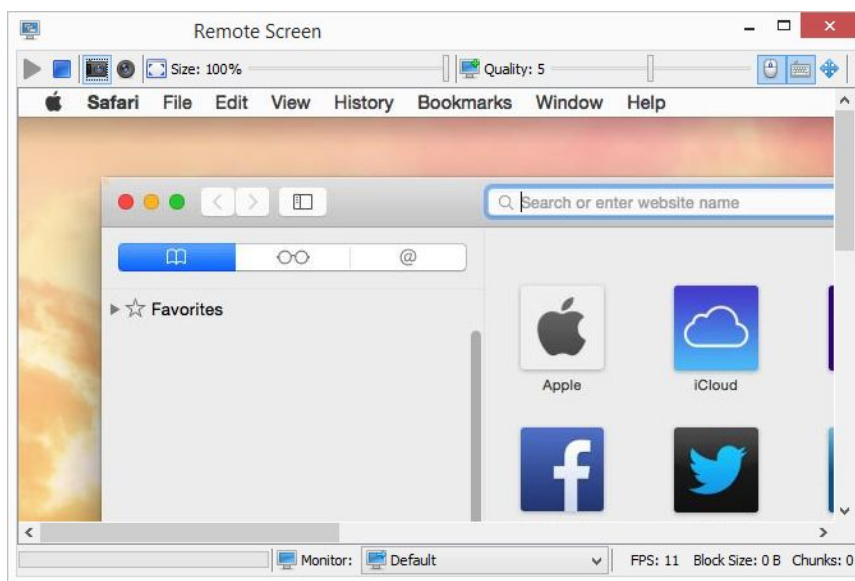 Remote Screen
Size: 100% Quality: 5
Safari File Edit View History Bookmarks Window Help
Search or enter website name
@
Favorites
Apple iCloud
f
Monitor: Default FPS: 11 Block Size: 0 B Chunks: 0